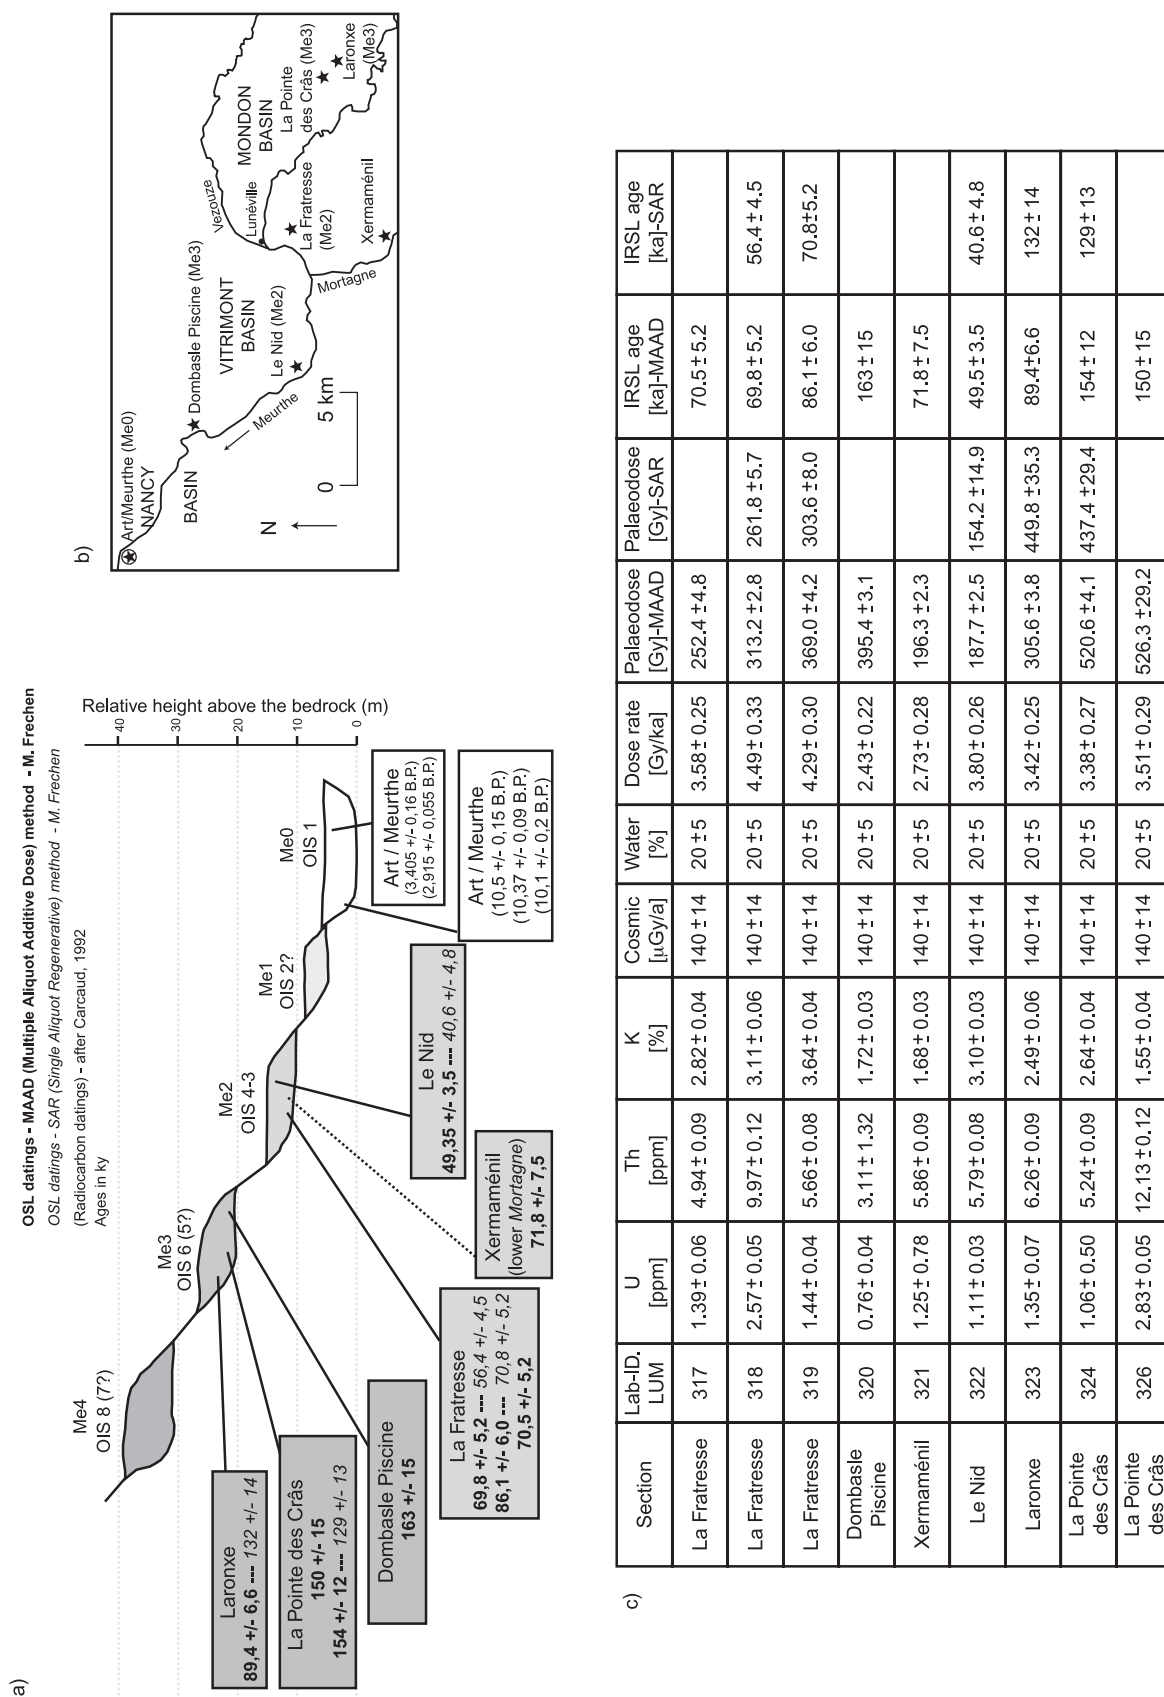 a)
OSL datings - MAAD (Multiple Aliquot Additive Dose) method - M. Frechen
OSL datings - SAR (Single Aliquot Regenerative) method - M. Frechen
(Radiocarbon datings) - after Carcaud, 1992
Ages in ky
Relative height above the bedrock (m)
40
30
20
10
0
Me4
OIS 8 (7?)
Me3
OIS 6 (5?)
Me2
OIS 4-3
Me1
OIS 2?
Me0
OIS 1
Laronxe
89,4 +/- 6,6 --- 132 +/- 14
La Pointe des Crâs
150 +/- 15
154 +/- 12 --- 129 +/- 13
Dombasle Piscine
163 +/- 15
La Fratresse
69,8 +/- 5,2 --- 56,4 +/- 4,5
86,1 +/- 6,0 --- 70,8 +/- 5,2
70,5 +/- 5,2
Xermaménil
(lower Mortagne)
71,8 +/- 7,5
Le Nid
49,35 +/- 3,5 --- 40,6 +/- 4,8
Art / Meurthe
(3,405 +/- 0,16 B.P.)
(2,915 +/- 0,055 B.P.)
Art / Meurthe
(10,5 +/- 0,15 B.P.)
(10,37 +/- 0,09 B.P.)
(10,1 +/- 0,2 B.P.)
b)
Art/Meurthe (Me0)
NANCY
BASIN
Dombasle Piscine (Me3)
VITRIMONT
BASIN
Le Nid (Me2)
Meurthe
N
0
5 km
Vezouze
Lunéville
MONDON
BASIN
La Pointe
des Crâs (Me3)
Laronxe
(Me3)
La Fratresse
(Me2)
Xermaménil
Mortagne
c)
Section Lab-ID. LUM U [ppm] Th [ppm] K [%] Cosmic [µGy/a] Water [%] Dose rate [Gy/ka] Palaeodose [Gy]-MAAD Palaeodose [Gy]-SAR IRSL age [ka]-MAAD IRSL age [ka]-SAR
La Fratresse 317 1.39±0.06 4.94±0.09 2.82±0.04 140±14 20±5 3.58±0.25 252.4±4.8 70.5±5.2
La Fratresse 318 2.57±0.05 9.97±0.12 3.11±0.06 140±14 20±5 4.49±0.33 313.2±2.8 261.8±5.7 69.8±5.2 56.4±4.5
La Fratresse 319 1.44±0.04 5.66±0.08 3.64±0.04 140±14 20±5 4.29±0.30 369.0±4.2 303.6±8.0 86.1±6.0 70.8±5.2
Dombasle Piscine 320 0.76±0.04 3.11±1.32 1.72±0.03 140±14 20±5 2.43±0.22 395.4±3.1 163±15
Xermaménil 321 1.25±0.78 5.86±0.09 1.68±0.03 140±14 20±5 2.73±0.28 196.3±2.3 71.8±7.5
Le Nid 322 1.11±0.03 5.79±0.08 3.10±0.03 140±14 20±5 3.80±0.26 187.7±2.5 154.2±14.9 49.5±3.5 40.6±4.8
Laronxe 323 1.35±0.07 6.26±0.09 2.49±0.06 140±14 20±5 3.42±0.25 305.6±3.8 449.8±35.3 89.4±6.6 132±14
La Pointe des Crâs 324 1.06±0.50 5.24±0.09 2.64±0.04 140±14 20±5 3.38±0.27 520.6±4.1 437.4±29.4 154±12 129±13
La Pointe des Crâs 326 2.83±0.05 12.13±0.12 1.55±0.04 140±14 20±5 3.51±0.29 526.3±29.2 150±15